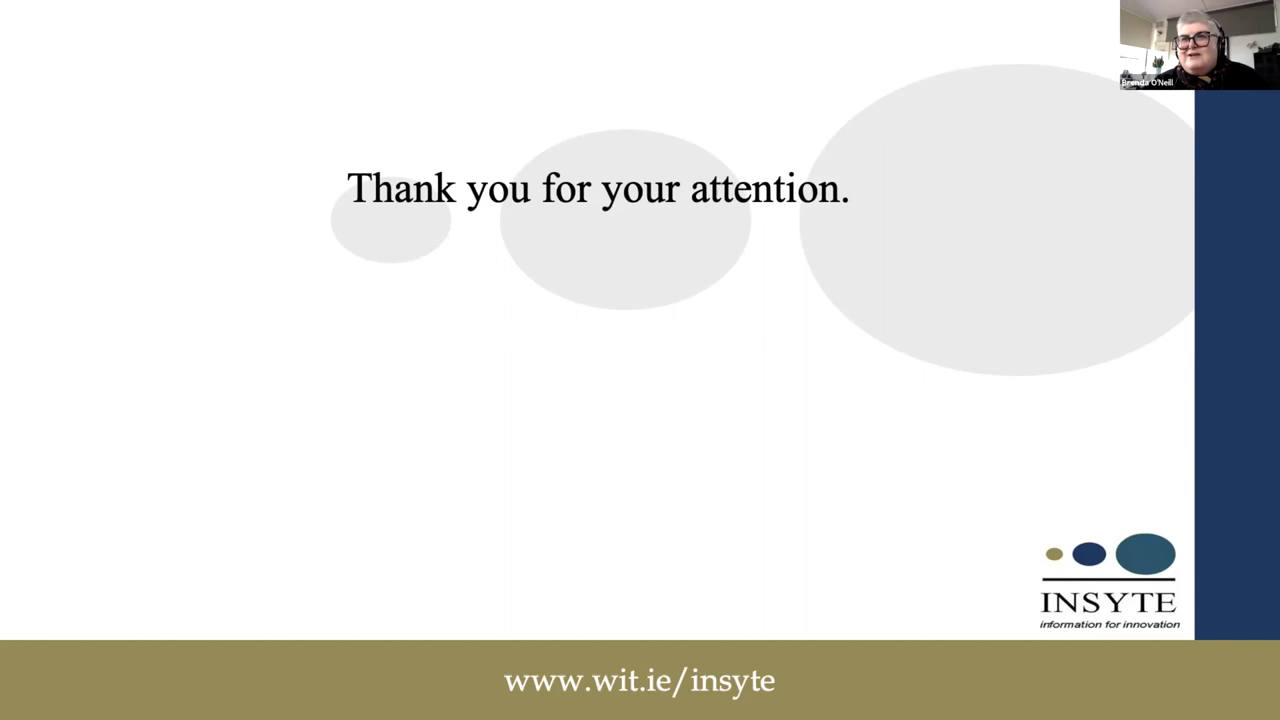 Brenda O'Neill
Thank you for your attention.
INSYTE
information for innovation
www.wit.ie/insyte